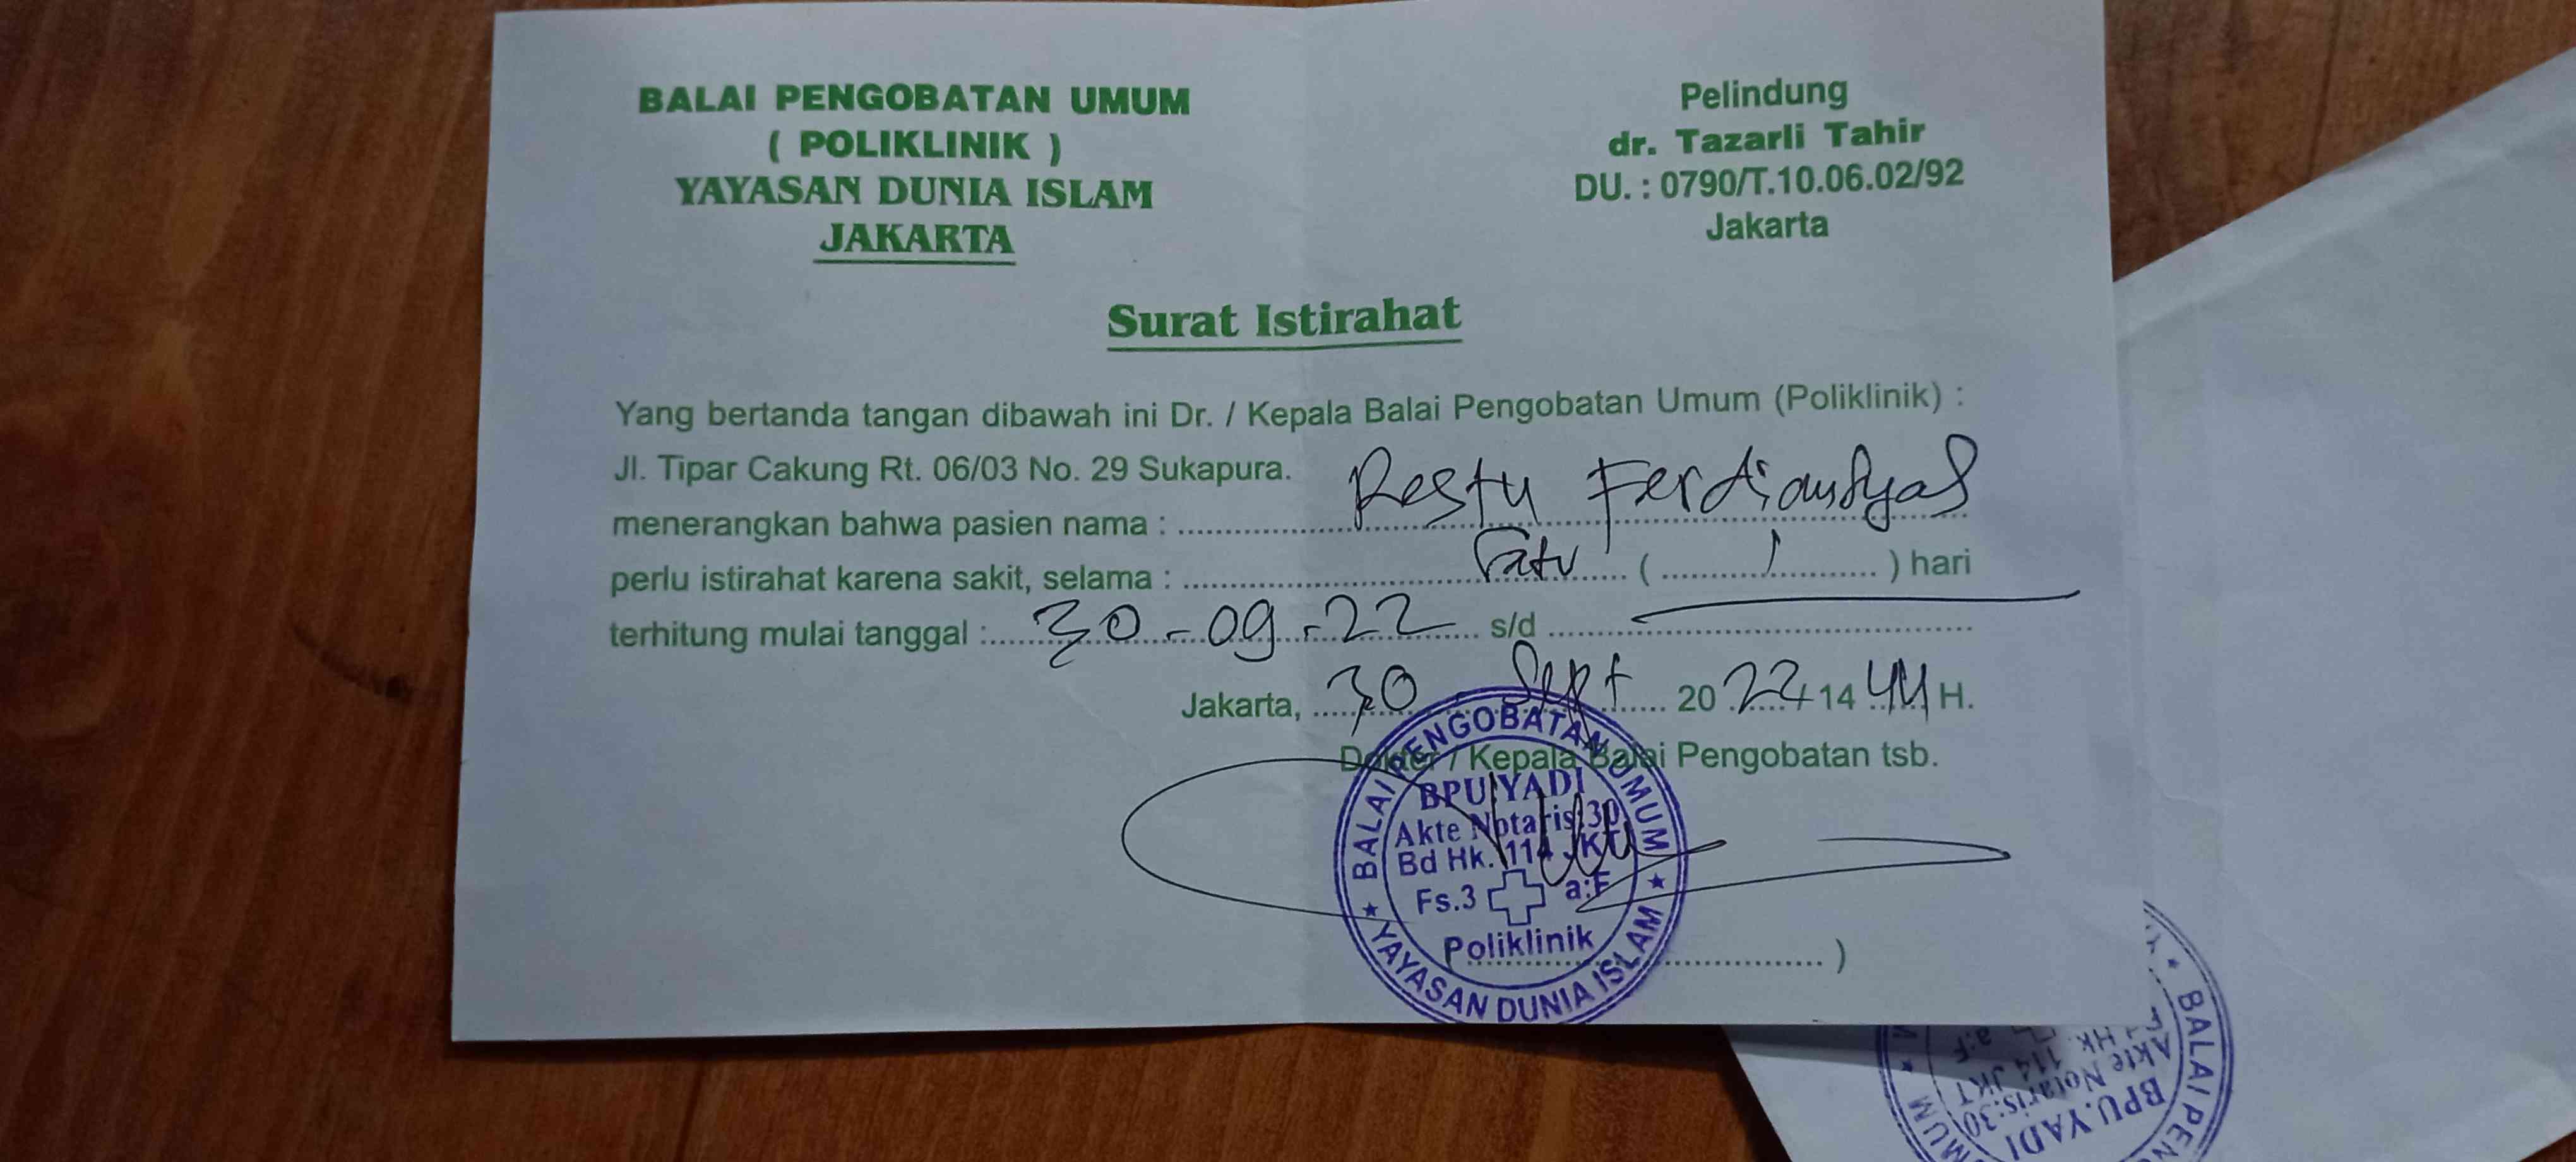 BALAI PENGOBATAN UMUM
( POLIKLINIK )
YAYASAN DUNIA ISLAM
JAKARTA
Pelindung
dr. Tazarli Tahir
DU. : 0790/T.10.06.02/92
Jakarta
Surat Istirahat
Yang bertanda tangan dibawah ini Dr. / Kepala Balai Pengobatan Umum (Poliklinik) :
Jl. Tipar Cakung Rt. 06/03 No. 29 Sukapura.
menerangkan bahwa pasien nama : Restu Ferdiansyah
perlu istirahat karena sakit, selama : Satu ( 1 ) hari
terhitung mulai tanggal : 30-09-22 s/d
Jakarta, 30 Sept 2022 / 1444 H.
Dokter / Kepala Balai Pengobatan tsb.
BALAI PENGOBATAN UMUM
BPU.YADI
Akte Notaris:30
Bd Hk. 114 JKT
Fs.3 a:F
Poliklinik
YAYASAN DUNIA ISLAM
)
BALAI PEN
BPU.YADI
Akte Notaris:30
Hk. 114 JKT
a:F
UMUM